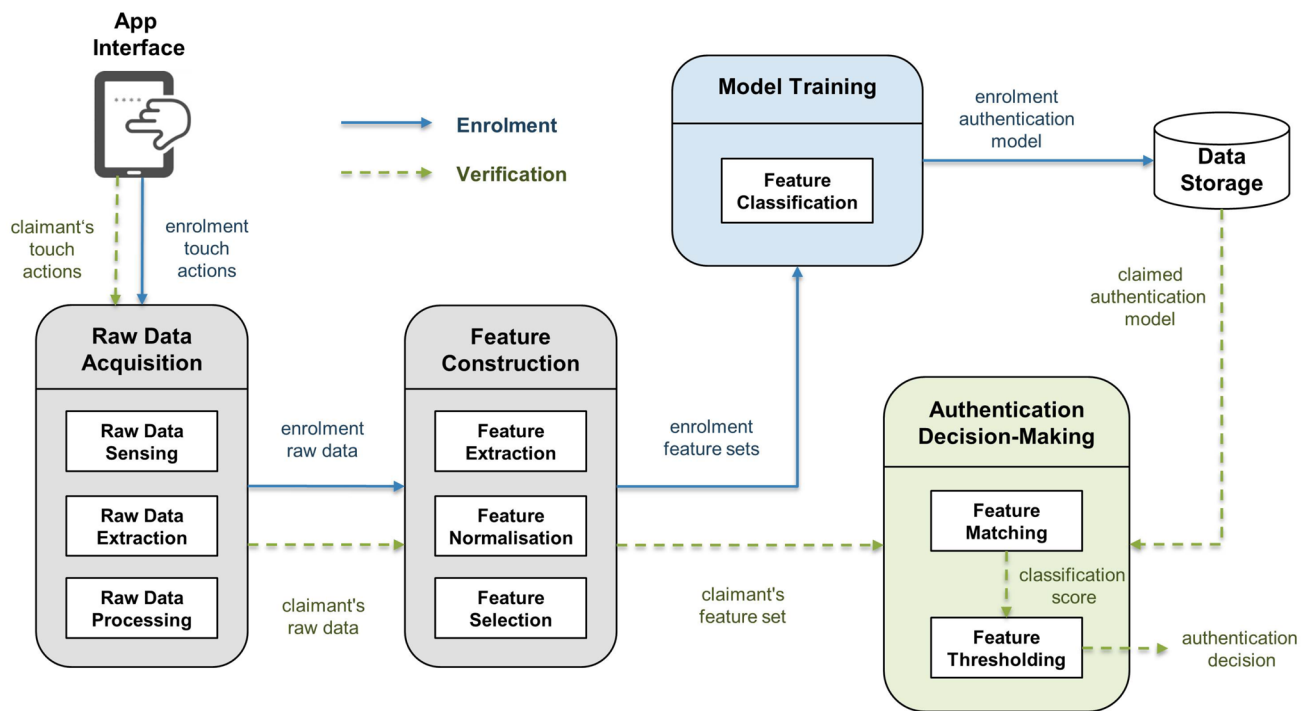 App
Interface
Enrolment
Verification
claimant‘s
touch
actions
enrolment
touch
actions
Raw Data
Acquisition
Raw Data
Sensing
Raw Data
Extraction
Raw Data
Processing
enrolment
raw data
claimant's
raw data
Feature
Construction
Feature
Extraction
Feature
Normalisation
Feature
Selection
enrolment
feature sets
claimant's
feature set
Model Training
Feature
Classification
enrolment
authentication
model
Data
Storage
claimed
authentication
model
Authentication
Decision-Making
Feature
Matching
classification
score
Feature
Thresholding
authentication
decision